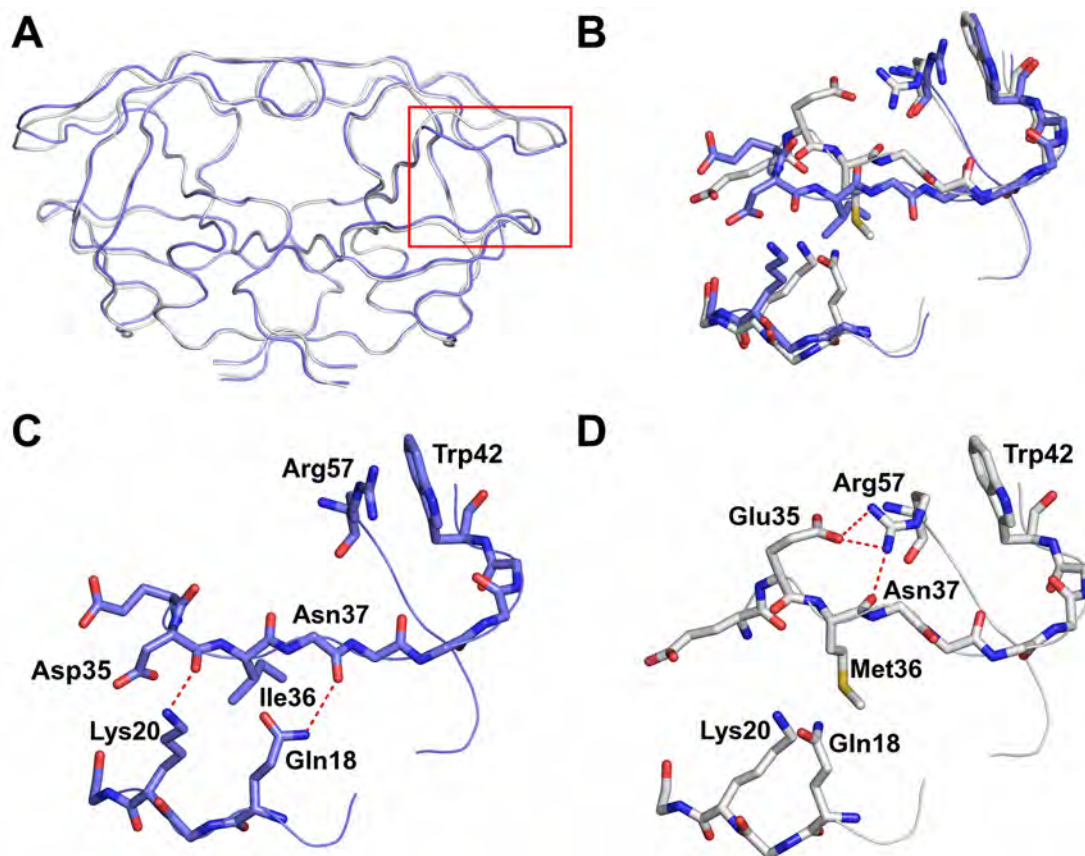 A
B
C
Arg57
Trp42
Asn37
Asp35
Ile36
Lys20
Gln18
D
Trp42
Arg57
Glu35
Asn37
Met36
Lys20
Gln18